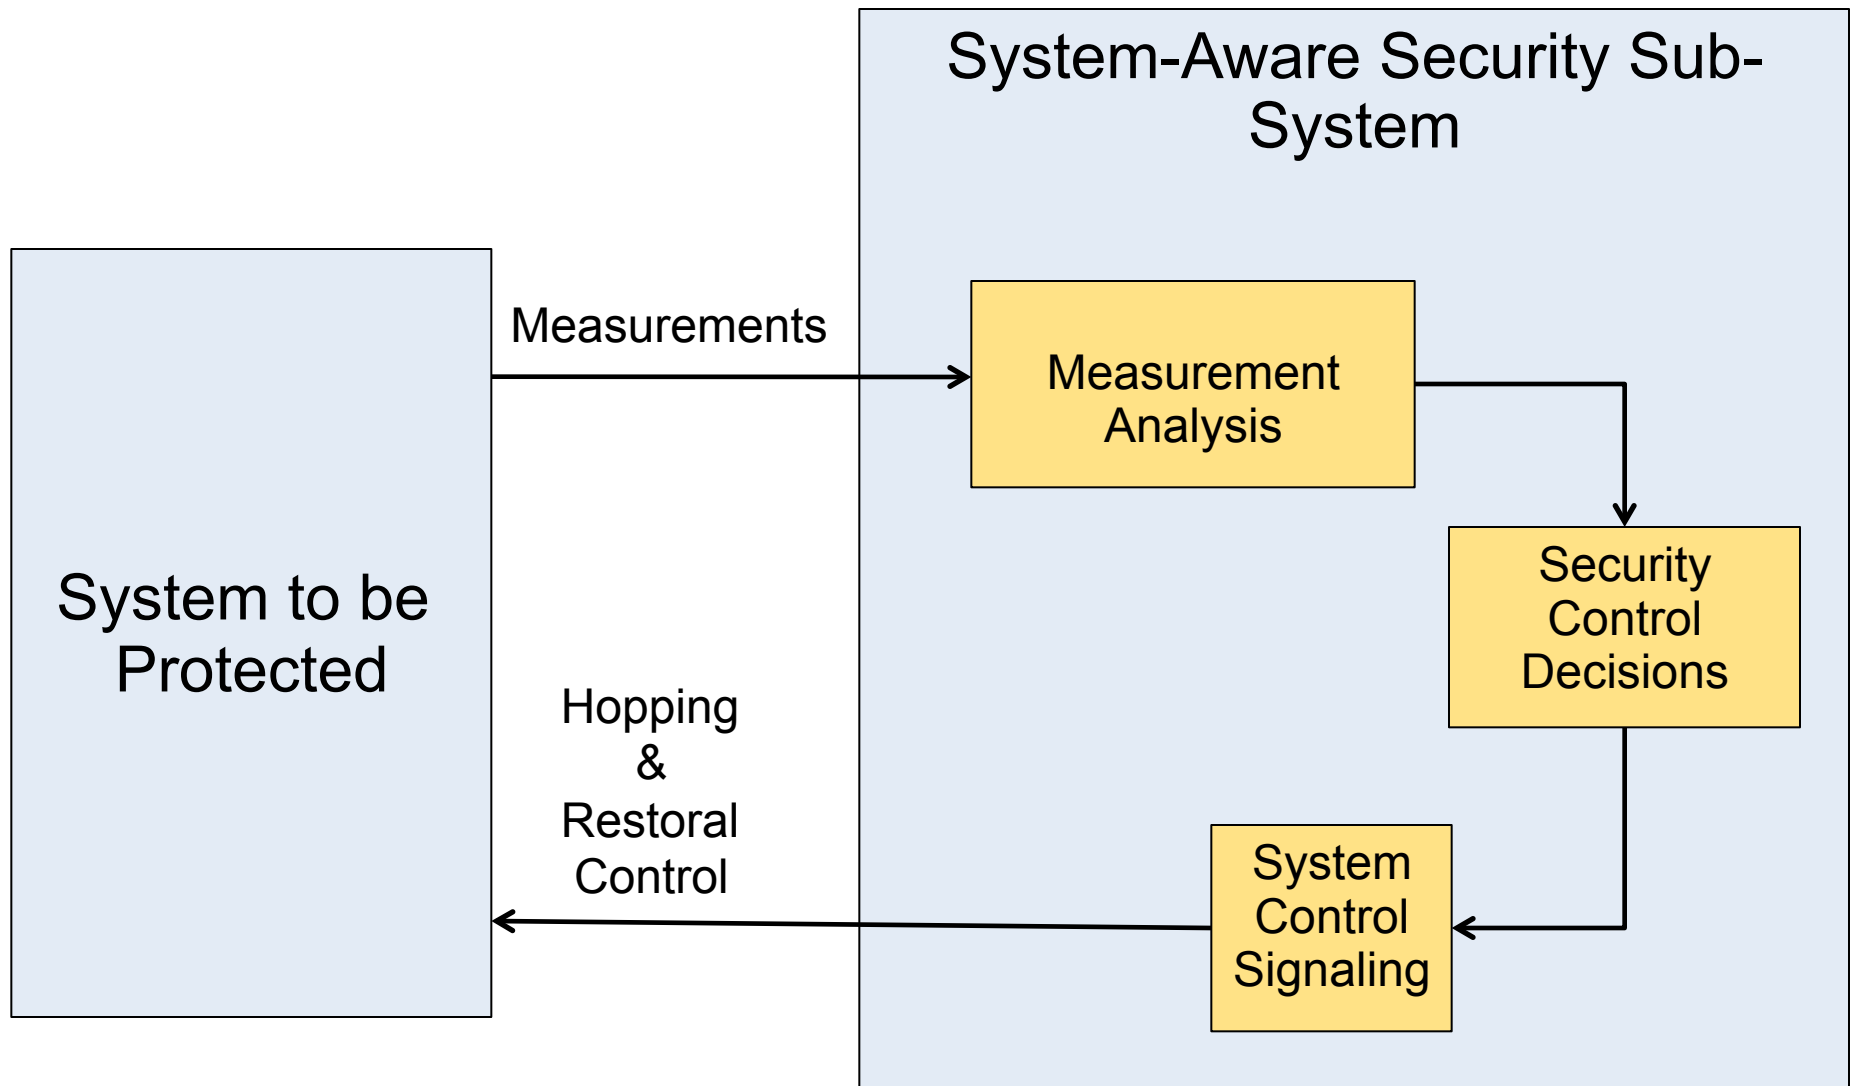 System-Aware Security Sub-
System
Measurements
Measurement
Analysis
System to be
Protected
Security
Control
Decisions
Hopping
&
Restoral
Control
System
Control
Signaling